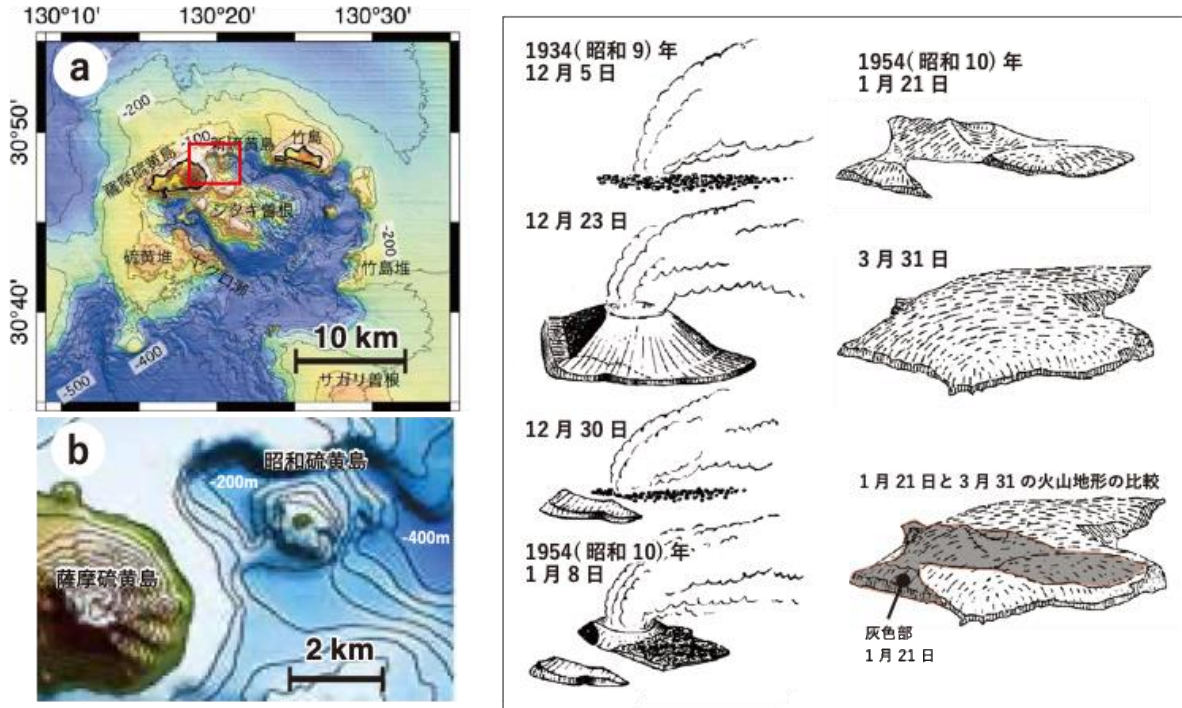 130°10' 130°20' 130°30'
a
30°50'
30°40'
-200
-100
新硫黄島
竹島
薩摩硫黄島
-200
硫黄堆
竹島堆
10 km
-400
-500
サガリ曽根
b
昭和硫黄島
-200m
-400m
薩摩硫黄島
2 km
1934(昭和 9) 年
12 月 5 日
12 月 23 日
12 月 30 日
1954(昭和 10) 年
1 月 8 日
1954(昭和 10) 年
1 月 21 日
3 月 31 日
1 月 21 日と 3 月 31 の火山地形の比較
灰色部
1 月 21 日